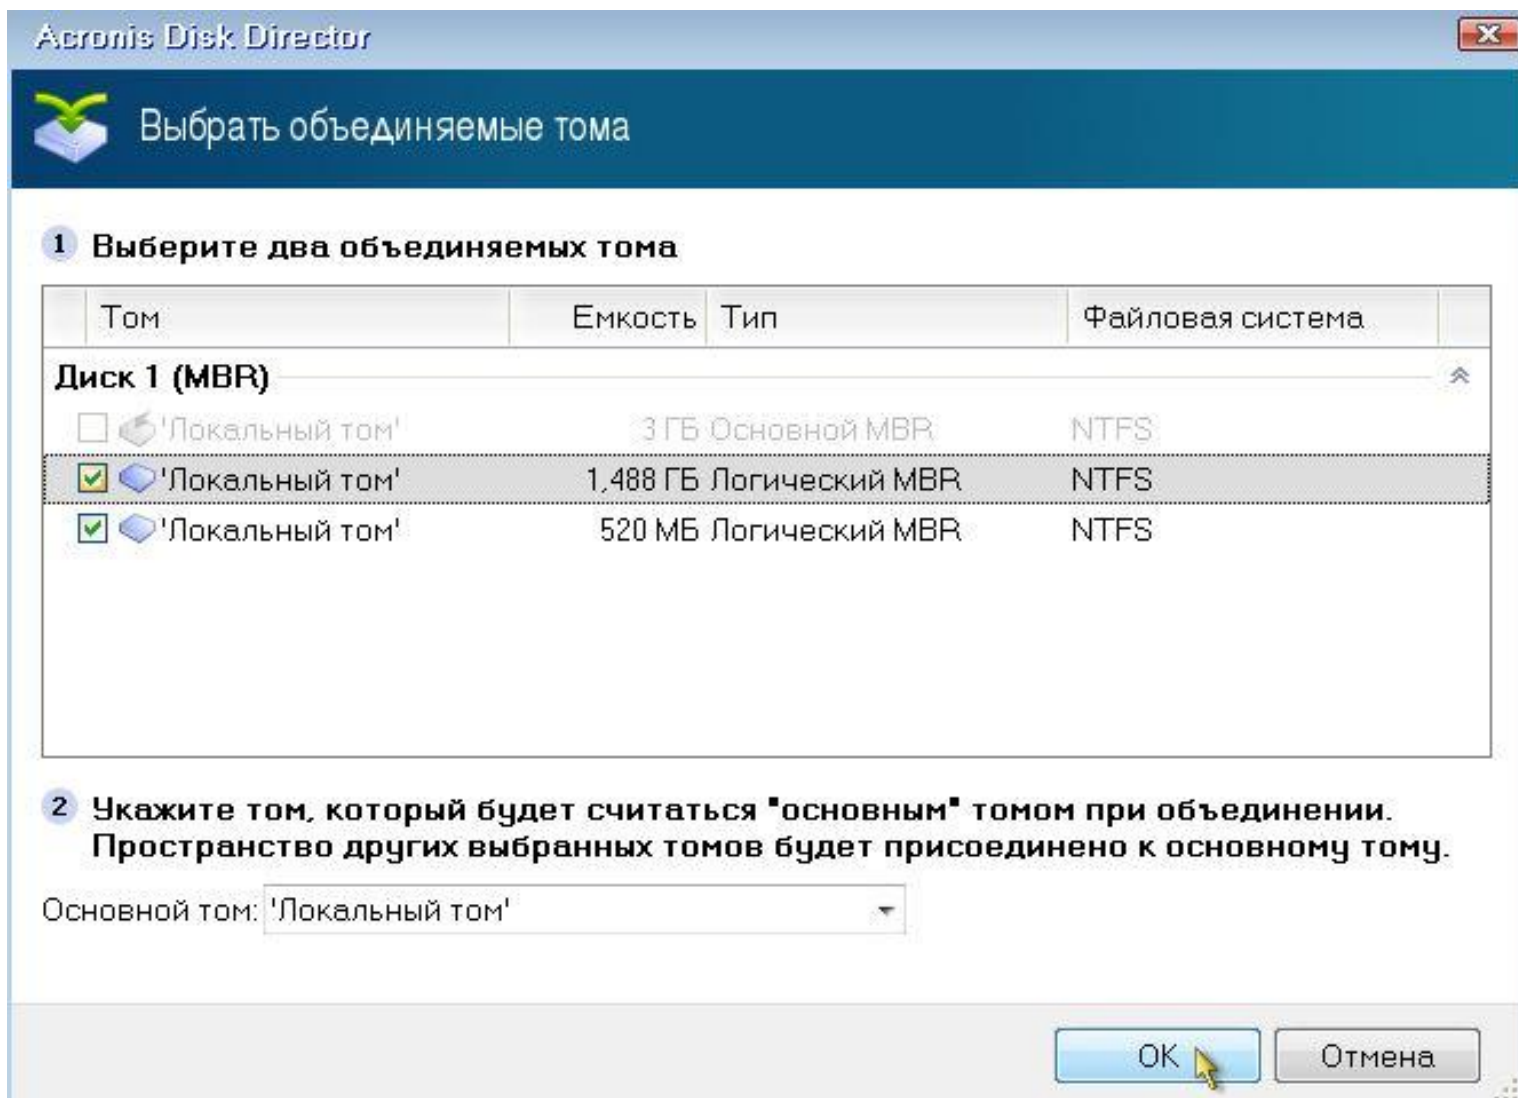 Acronis Disk Director
Выбрать объединяемые тома
1 Выберите два объединяемых тома
Том Емкость Тип Файловая система
Диск 1 (MBR)
'Локальный том' 3 ГБ Основной MBR NTFS
'Локальный том' 1,488 ГБ Логический MBR NTFS
'Локальный том' 520 МБ Логический MBR NTFS
2 Укажите том, который будет считаться "основным" томом при объединении.
Пространство других выбранных томов будет присоединено к основному тому.
Основной том: 'Локальный том'
OK Отмена